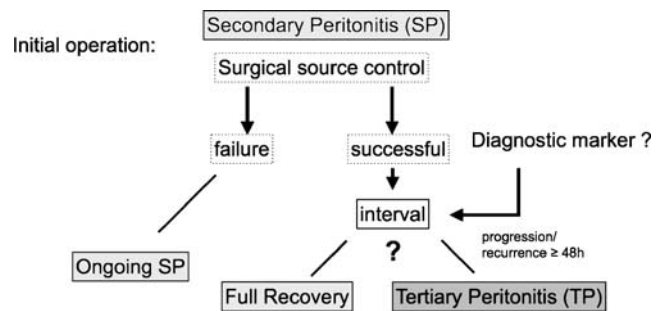 Secondary Peritonitis (SP)
Initial operation:
Surgical source control
failure
successful
Diagnostic marker ?
interval
progression/
recurrence ≥ 48h
?
Ongoing SP
Full Recovery
Tertiary Peritonitis (TP)